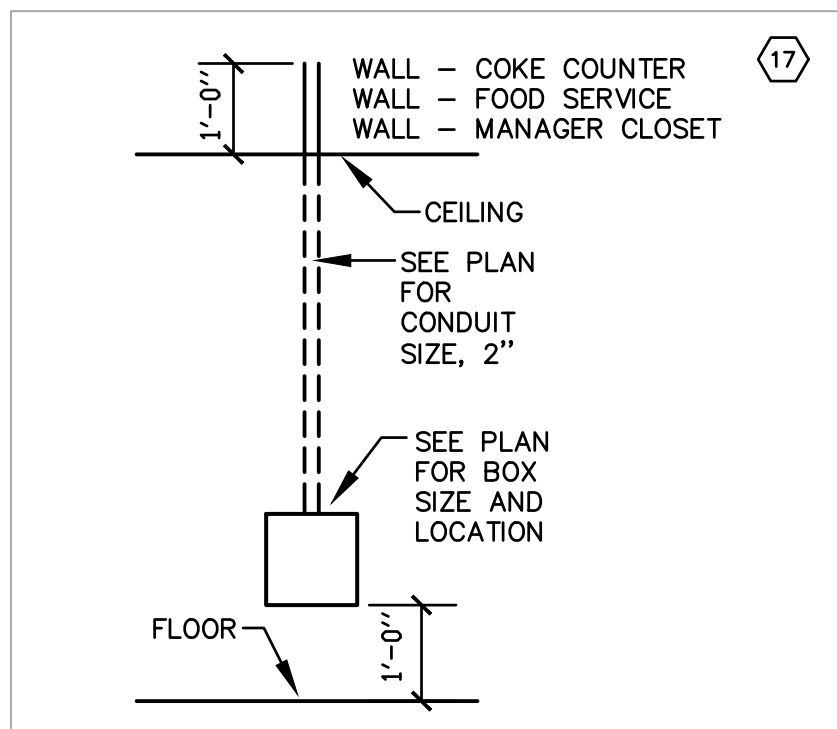 WALL – COKE COUNTER
WALL – FOOD SERVICE
WALL – MANAGER CLOSET
17
1'-0"
CEILING
SEE PLAN
FOR
CONDUIT
SIZE, 2"
SEE PLAN
FOR BOX
SIZE AND
LOCATION
FLOOR
1'-0"